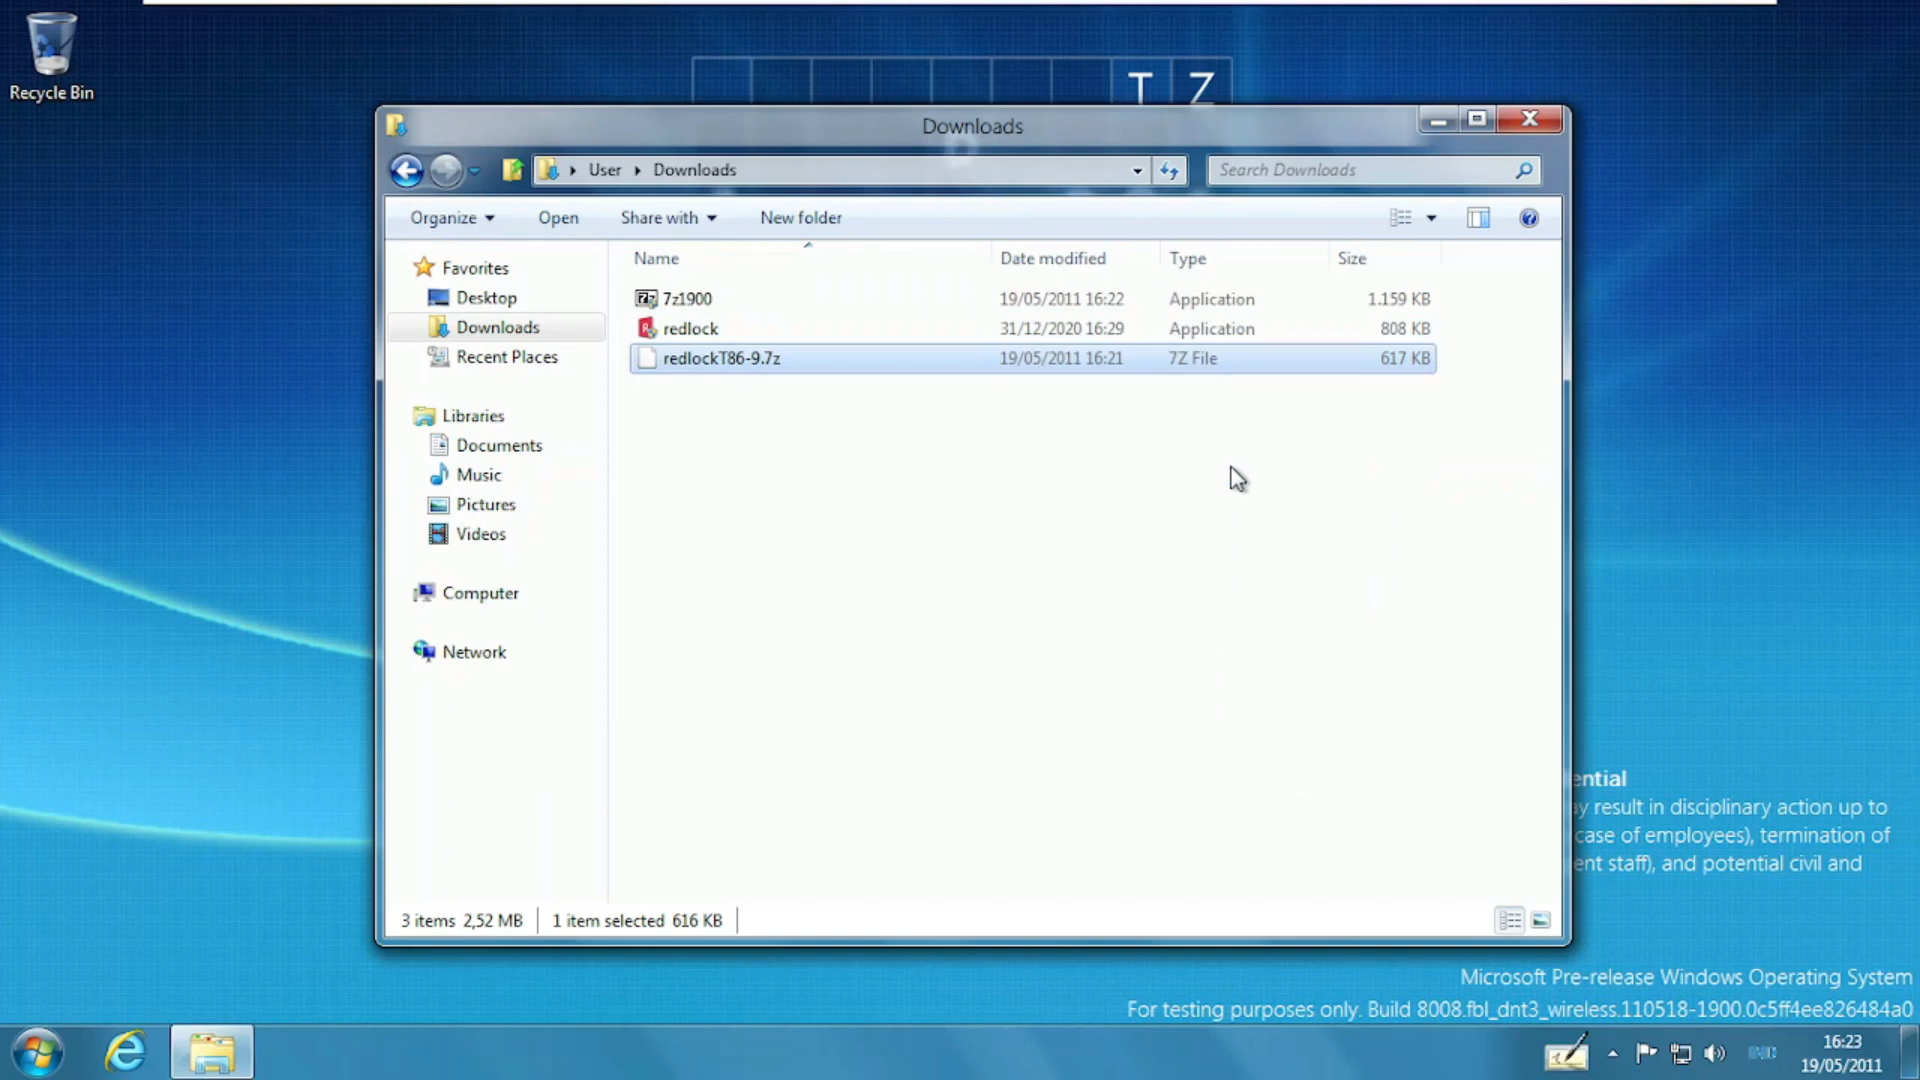 Recycle Bin
T Z
Downloads
User Downloads
Search Downloads
Organize Open Share with New folder
Name Date modified Type Size
7z1900 19/05/2011 16:22 Application 1.159 KB
redlock 31/12/2020 16:29 Application 808 KB
redlockT86-9.7z 19/05/2011 16:21 7Z File 617 KB
Favorites
Desktop
Downloads
Recent Places
Libraries
Documents
Music
Pictures
Videos
Computer
Network
3 items 2,52 MB 1 item selected 616 KB
ential
ay result in disciplinary action up to
case of employees), termination of
ent staff), and potential civil and
Microsoft Pre-release Windows Operating System
For testing purposes only. Build 8008.fbl_dnt3_wireless.110518-1900.0c5ff4ee826484a0
16:23
19/05/2011